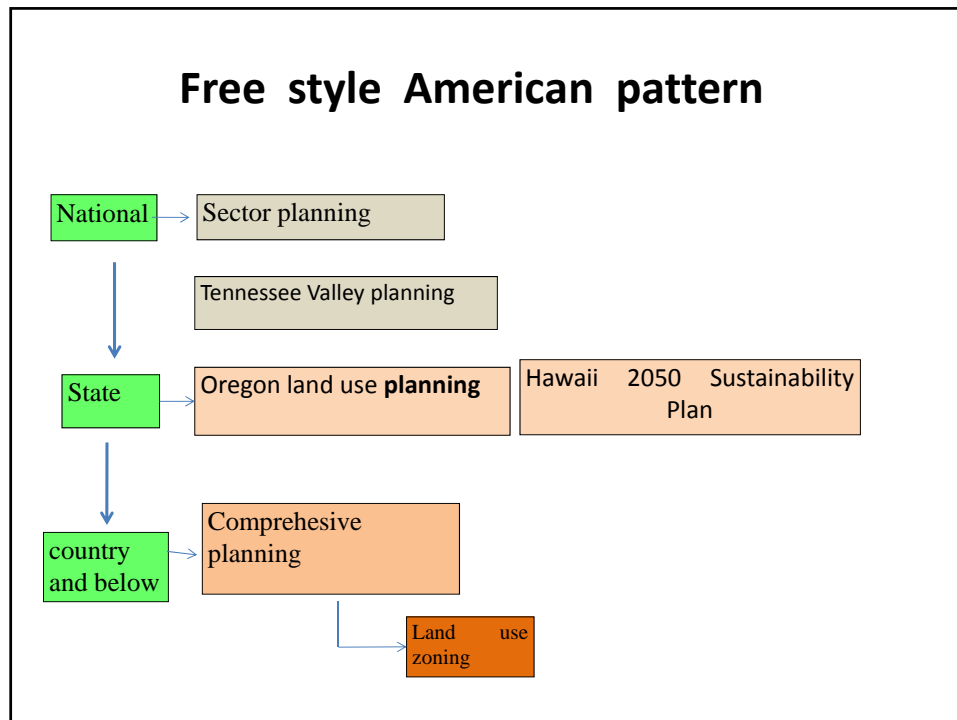 Free style American pattern
National
Sector planning
Tennessee Valley planning
State
Oregon land use planning
Hawaii 2050 Sustainability
Plan
country
and below
Comprehesive
planning
Land use
zoning